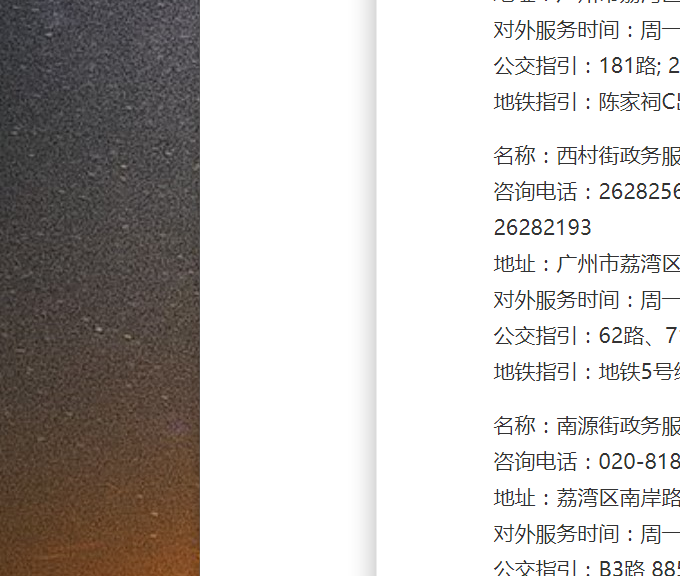 对外服务时间：周一
公交指引：181路; 2
地铁指引：陈家祠C
名称：西村街政务服
咨询电话：2628256
26282193
地址：广州市荔湾区
对外服务时间：周一
公交指引：62路、7
地铁指引：地铁5号
名称：南源街政务服
咨询电话：020-818
地址：荔湾区南岸路
对外服务时间：周一
公交指引：B3路 885